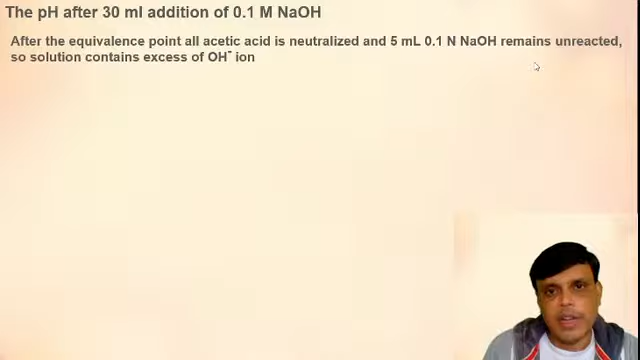 The pH after 30 ml addition of 0.1 M NaOH
After the equivalence point all acetic acid is neutralized and 5 mL 0.1 N NaOH remains unreacted,
so solution contains excess of OH⁻ ion